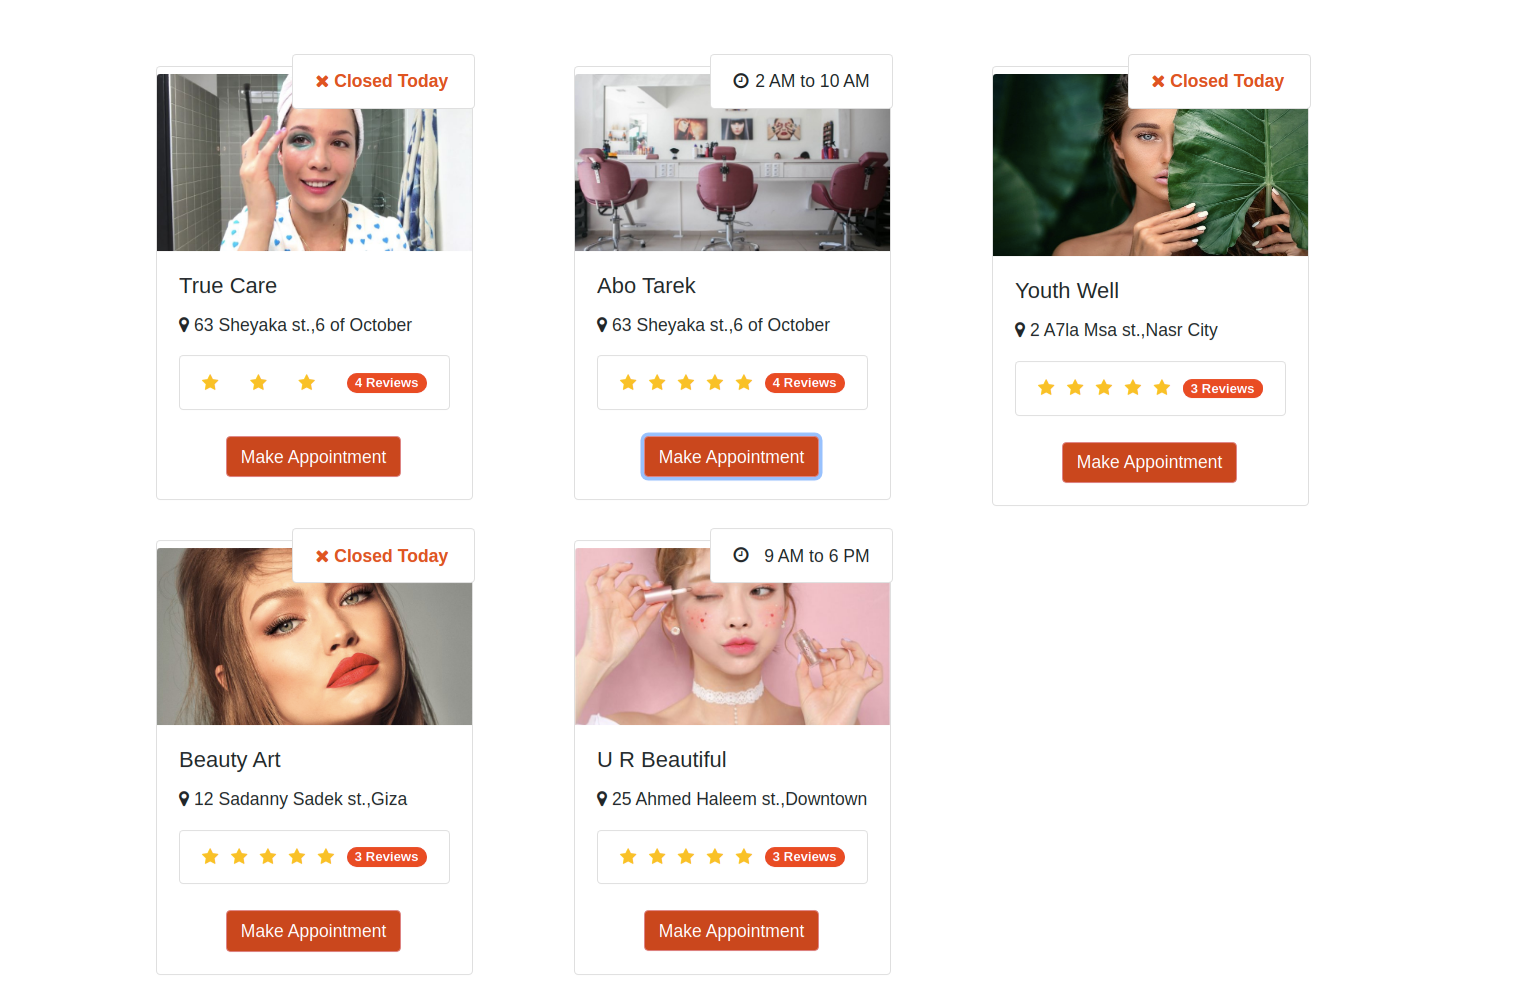 Closed Today
2 AM to 10 AM
Closed Today
True Care
63 Sheyaka st.,6 of October
4 Reviews
Make Appointment
Abo Tarek
63 Sheyaka st.,6 of October
4 Reviews
Make Appointment
Youth Well
2 A7la Msa st.,Nasr City
3 Reviews
Make Appointment
Closed Today
9 AM to 6 PM
Beauty Art
12 Sadanny Sadek st.,Giza
3 Reviews
Make Appointment
U R Beautiful
25 Ahmed Haleem st.,Downtown
3 Reviews
Make Appointment